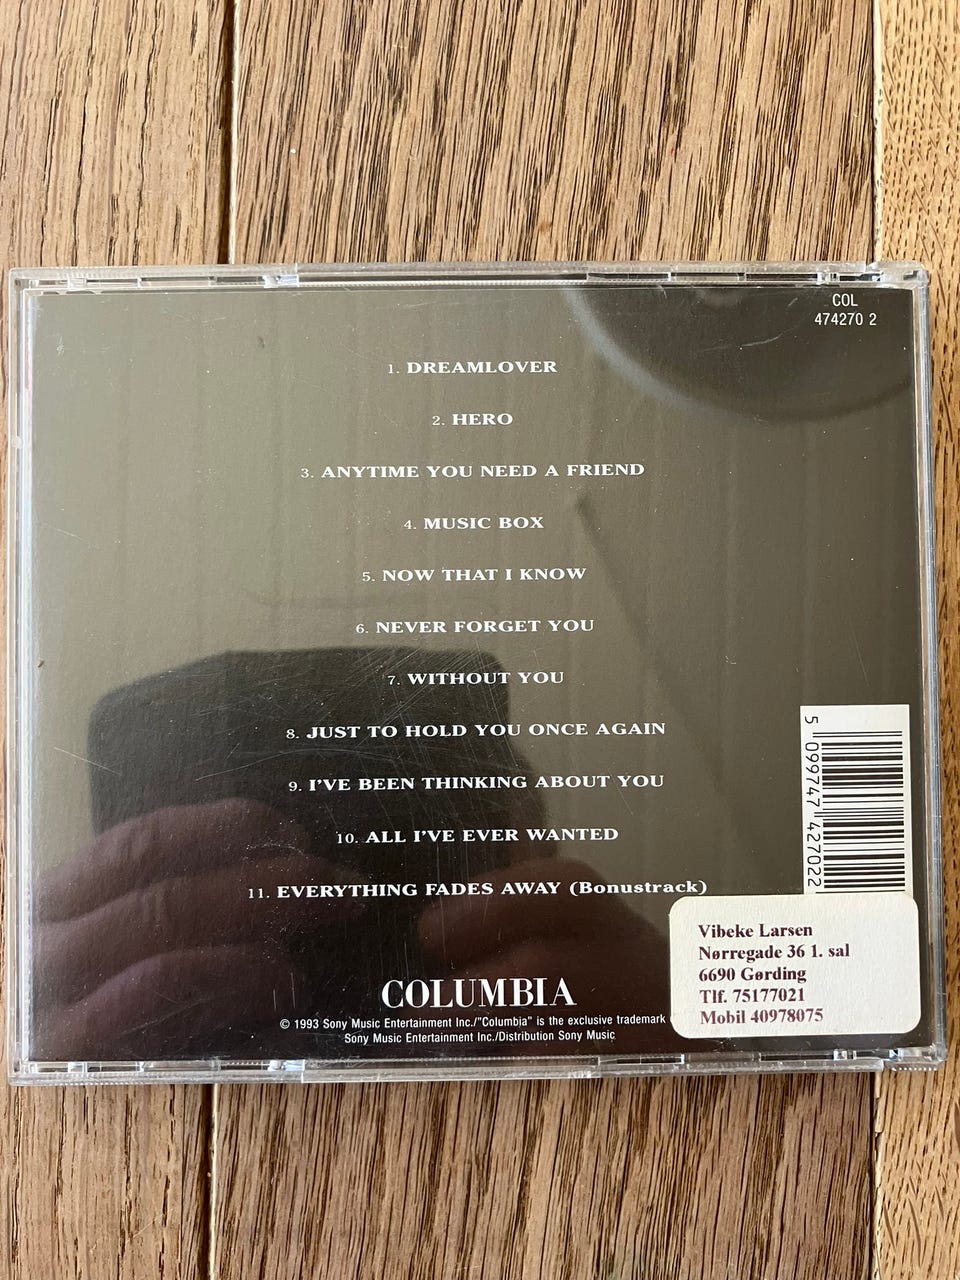 COL
474270 2
1. DREAMLOVER
2. HERO
3. ANYTIME YOU NEED A FRIEND
4. MUSIC BOX
5. NOW THAT I KNOW
6. NEVER FORGET YOU
7. WITHOUT YOU
8. JUST TO HOLD YOU ONCE AGAIN
9. I'VE BEEN THINKING ABOUT YOU
10. ALL I'VE EVER WANTED
11. EVERYTHING FADES AWAY (Bonustrack)
5 099747 427022
COLUMBIA
© 1993 Sony Music Entertainment Inc./"Columbia" is the exclusive trademark
Sony Music Entertainment Inc./Distribution Sony Music
Vibeke Larsen
Nørregade 36 1. sal
6690 Gørding
Tlf. 75177021
Mobil 40978075